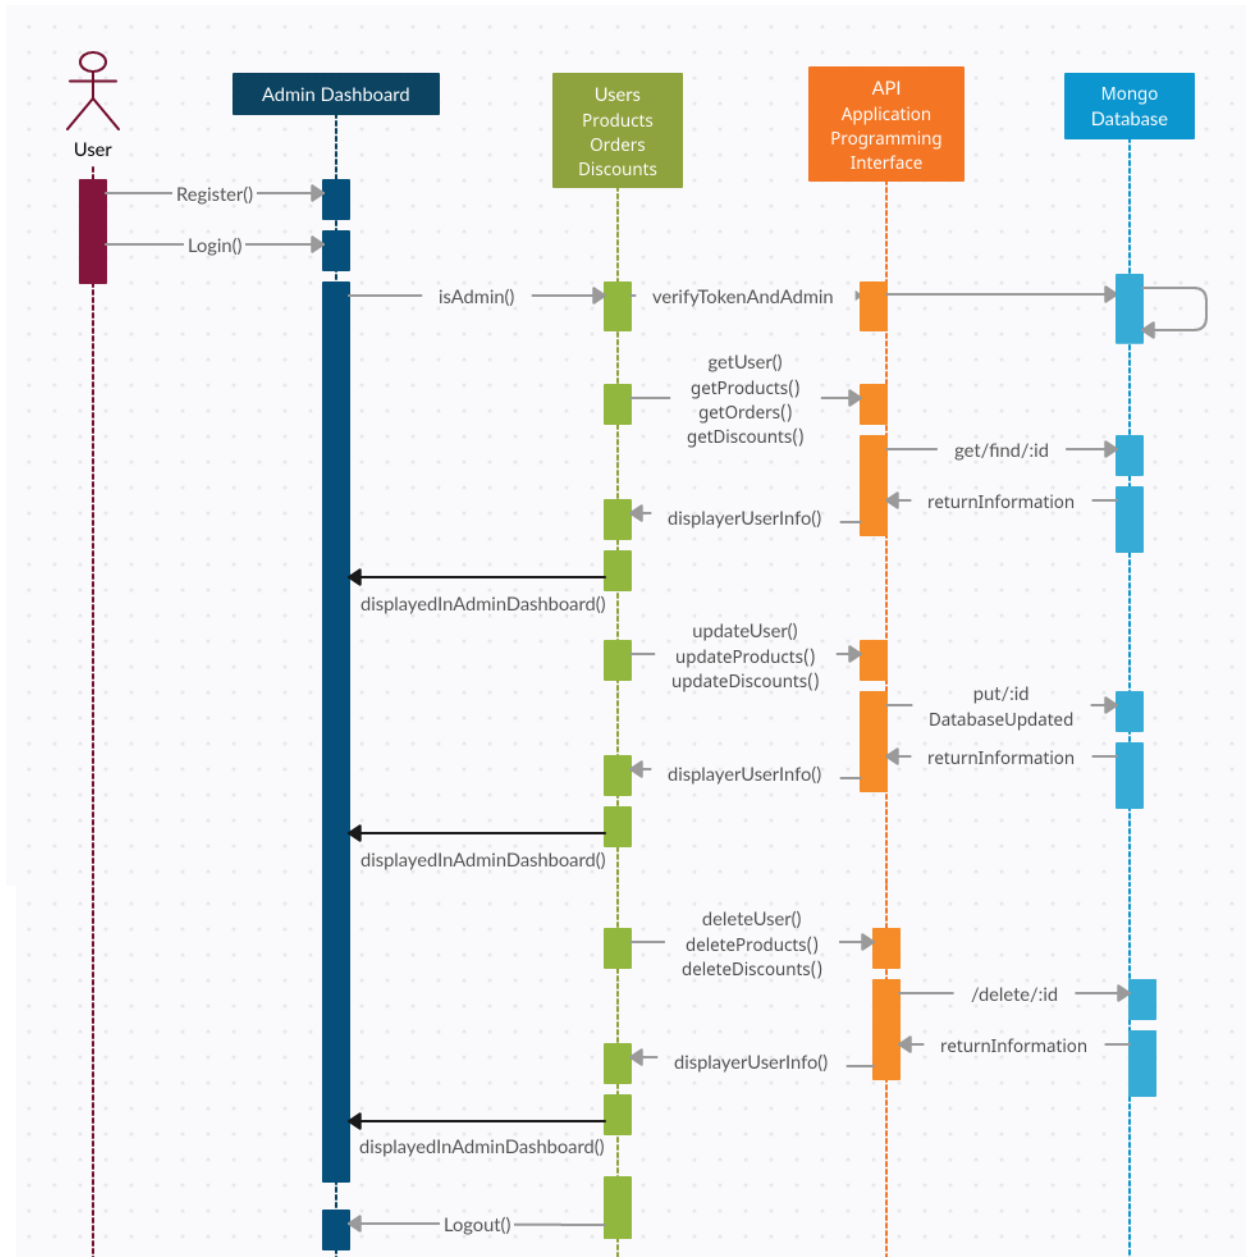 User
Admin Dashboard
Users
Products
Orders
Discounts
API
Application
Programming
Interface
Mongo
Database
Register()
Login()
isAdmin()
verifyTokenAndAdmin
getUser()
getProducts()
getOrders()
getDiscounts()
get/find/:id
returnInformation
displayerUserInfo()
displayedInAdminDashboard()
updateUser()
updateProducts()
updateDiscounts()
put/:id
DatabaseUpdated
returnInformation
displayerUserInfo()
displayedInAdminDashboard()
deleteUser()
deleteProducts()
deleteDiscounts()
/delete/:id
returnInformation
displayerUserInfo()
displayedInAdminDashboard()
Logout()